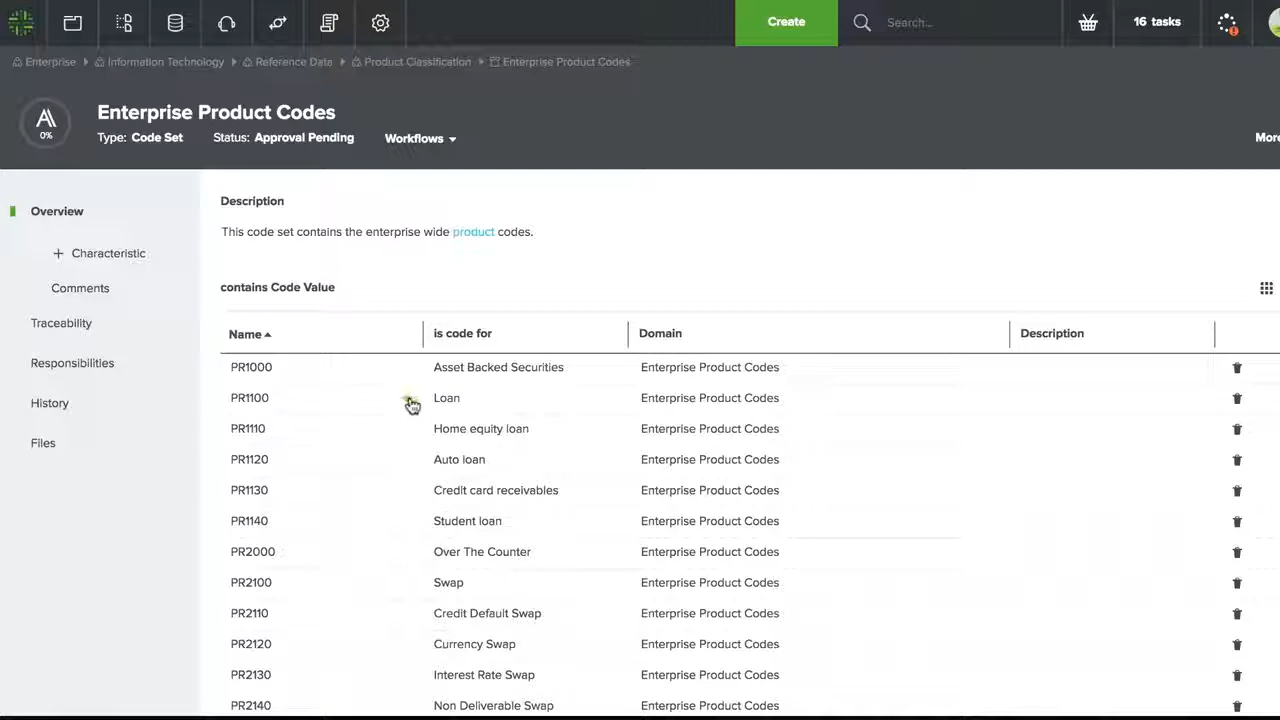 Create
Search...
16 tasks
Enterprise Information Technology Reference Data Product Classification Enterprise Product Codes
0%
Enterprise Product Codes
Type: Code Set Status: Approval Pending Workflows
More
Overview
+ Characteristic
Comments
Traceability
Responsibilities
History
Files
Description
This code set contains the enterprise wide product codes.
contains Code Value
Name is code for Domain Description
PR1000 Asset Backed Securities Enterprise Product Codes
PR1100 Loan Enterprise Product Codes
PR1110 Home equity loan Enterprise Product Codes
PR1120 Auto loan Enterprise Product Codes
PR1130 Credit card receivables Enterprise Product Codes
PR1140 Student loan Enterprise Product Codes
PR2000 Over The Counter Enterprise Product Codes
PR2100 Swap Enterprise Product Codes
PR2110 Credit Default Swap Enterprise Product Codes
PR2120 Currency Swap Enterprise Product Codes
PR2130 Interest Rate Swap Enterprise Product Codes
PR2140 Non Deliverable Swap Enterprise Product Codes